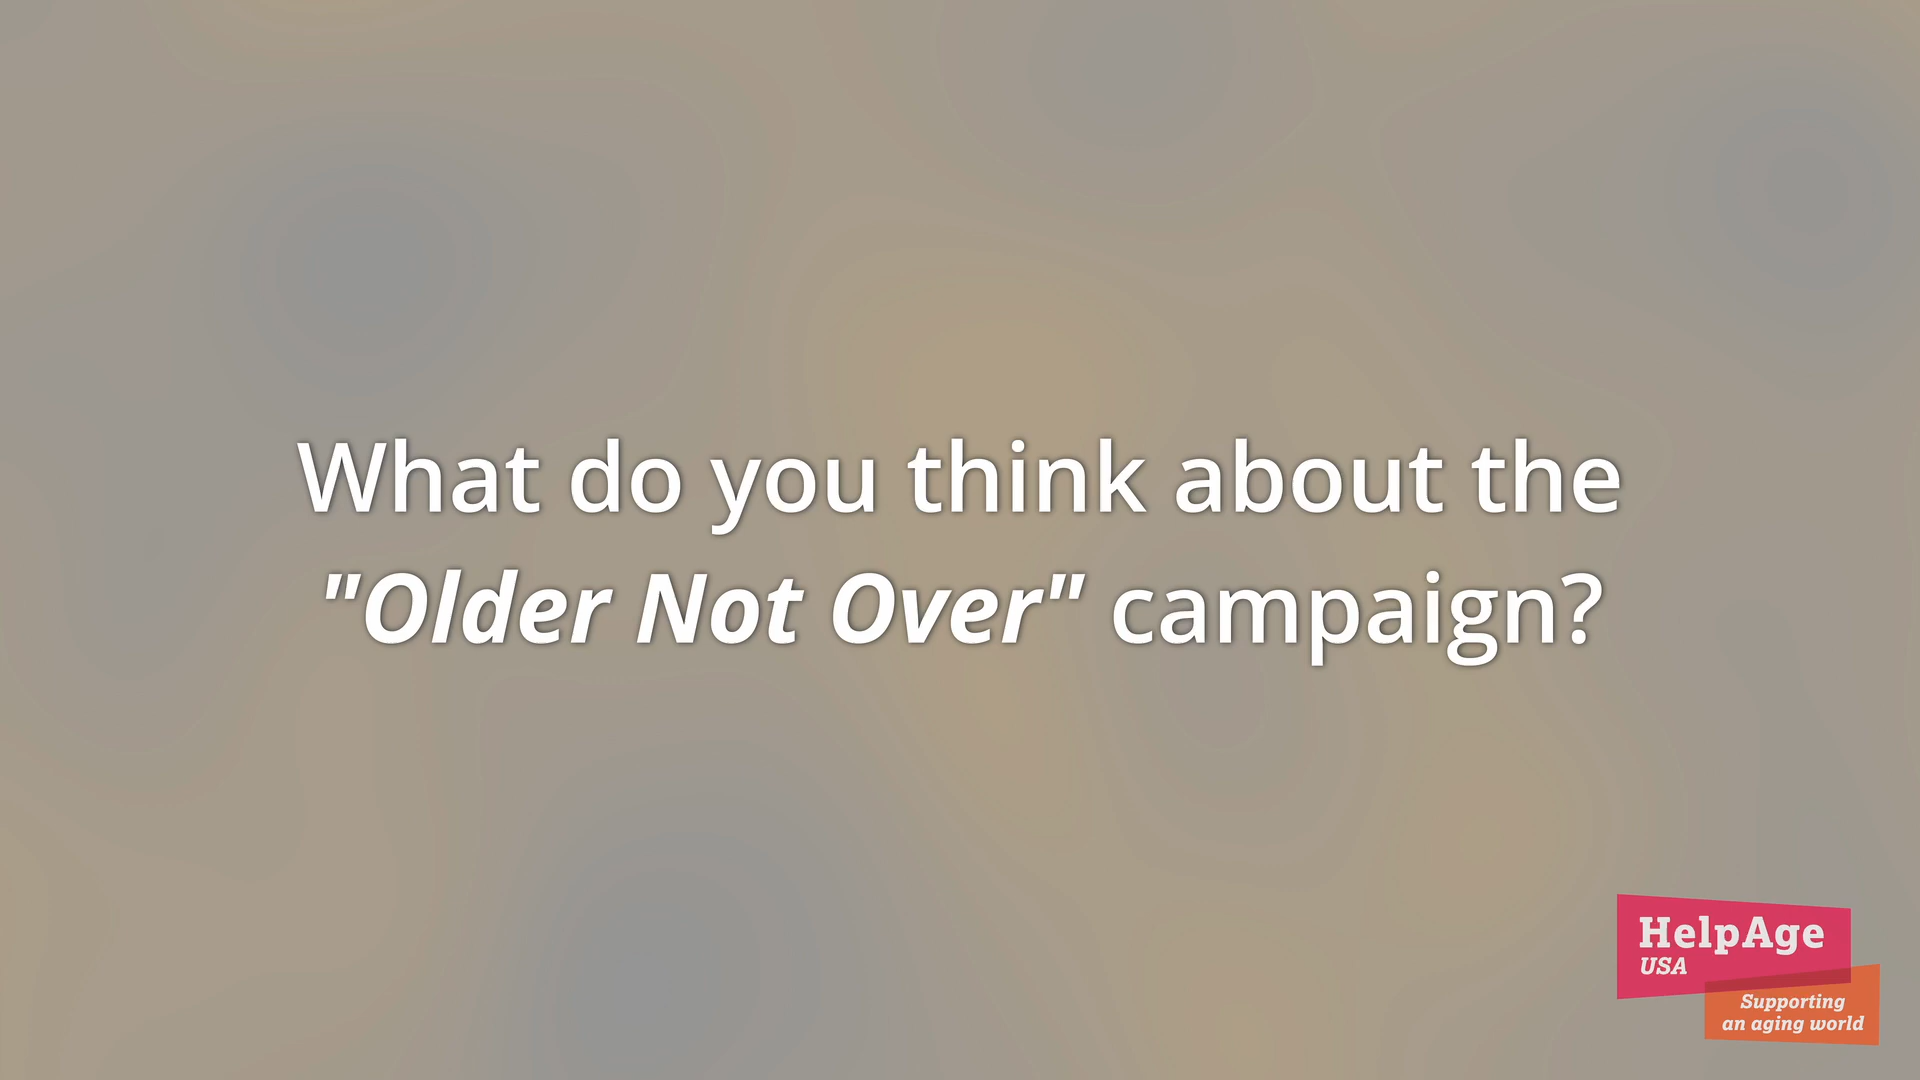 What do you think about the
"Older Not Over" campaign?
HelpAge
USA
Supporting
an aging world